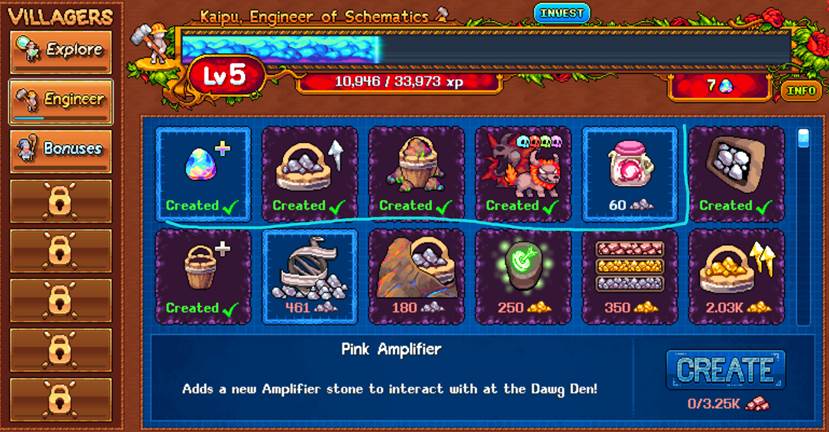 VILLAGERS
Kaipu, Engineer of Schematics
INVEST
Explore
Lv 5
10,946 / 33,973 xp
7
INFO
Engineer
Bonuses
Created
Created
Created
Created
60
Created
Created
461
180
250
350
2.03K
Pink Amplifier
Adds a new Amplifier stone to interact with at the Dawg Den!
CREATE
0/3.25K